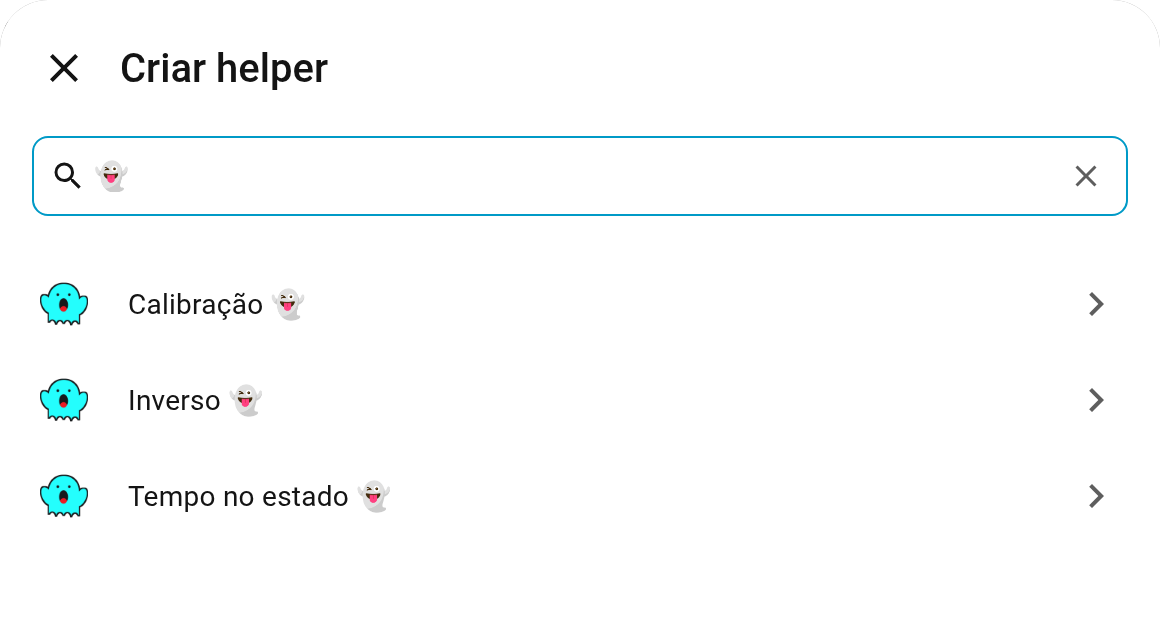 Criar helper
👻
Calibração 👻
Inverso 👻
Tempo no estado 👻